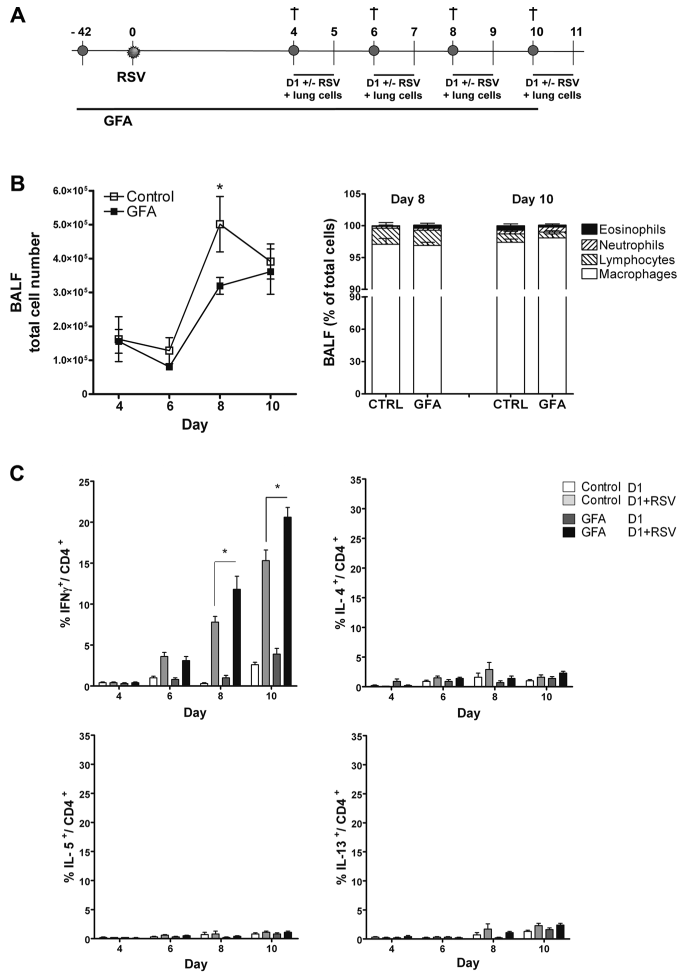 A
- 42 0 4 5 6 7 8 9 10 11
RSV
D1 +/- RSV + lung cells
D1 +/- RSV + lung cells
D1 +/- RSV + lung cells
D1 +/- RSV + lung cells
GFA
B
6.0×10⁵
5.0×10⁵
4.0×10⁵
3.0×10⁵
2.0×10⁵
1.0×10⁵
BALF
total cell number
Control
GFA
*
4 6 8 10
Day
BALF (% of total cells)
100
97.5
95.0
92.5
90
90
60
30
0
Day 8 Day 10
CTRL GFA CTRL GFA
Eosinophils
Neutrophils
Lymphocytes
Macrophages
C
% IFNγ⁺/ CD4⁺
25
20
15
10
5
0
*
*
4 6 8 10
Day
% IL- 4⁺/ CD4⁺
35
30
25
20
15
10
5
0
4 6 8 10
Day
Control D1
Control D1+RSV
GFA D1
GFA D1+RSV
% IL- 5⁺/ CD4⁺
35
30
25
20
15
10
5
0
4 6 8 10
Day
% IL-13⁺/ CD4⁺
35
30
25
20
15
10
5
0
4 6 8 10
Day